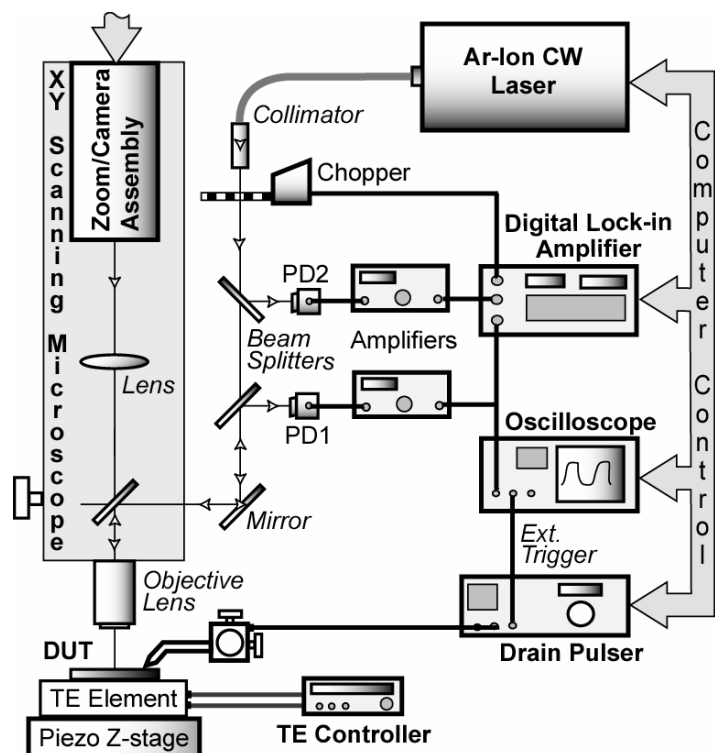 XY Scanning Microscope
Zoom/Camera
Assembly
Ar-Ion CW
Laser
Collimator
Chopper
Digital Lock-in
Amplifier
PD2
Beam
Splitters
Amplifiers
Lens
PD1
Oscilloscope
Mirror
Ext.
Trigger
Objective
Lens
Drain Pulser
DUT
TE Element
TE Controller
Piezo Z-stage
Computer Control